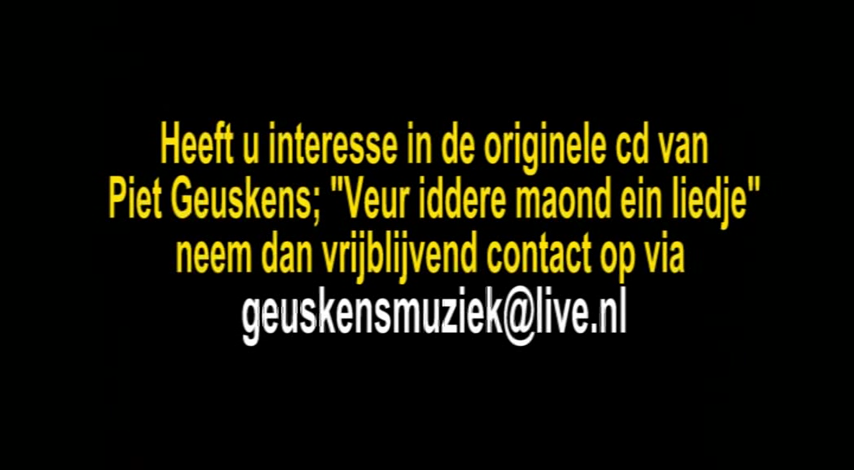 Heeft u interesse in de originele cd van
Piet Geuskens; "Veur iddere maond ein liedje"
neem dan vrijblijvend contact op via
geuskensmuziek@live.nl